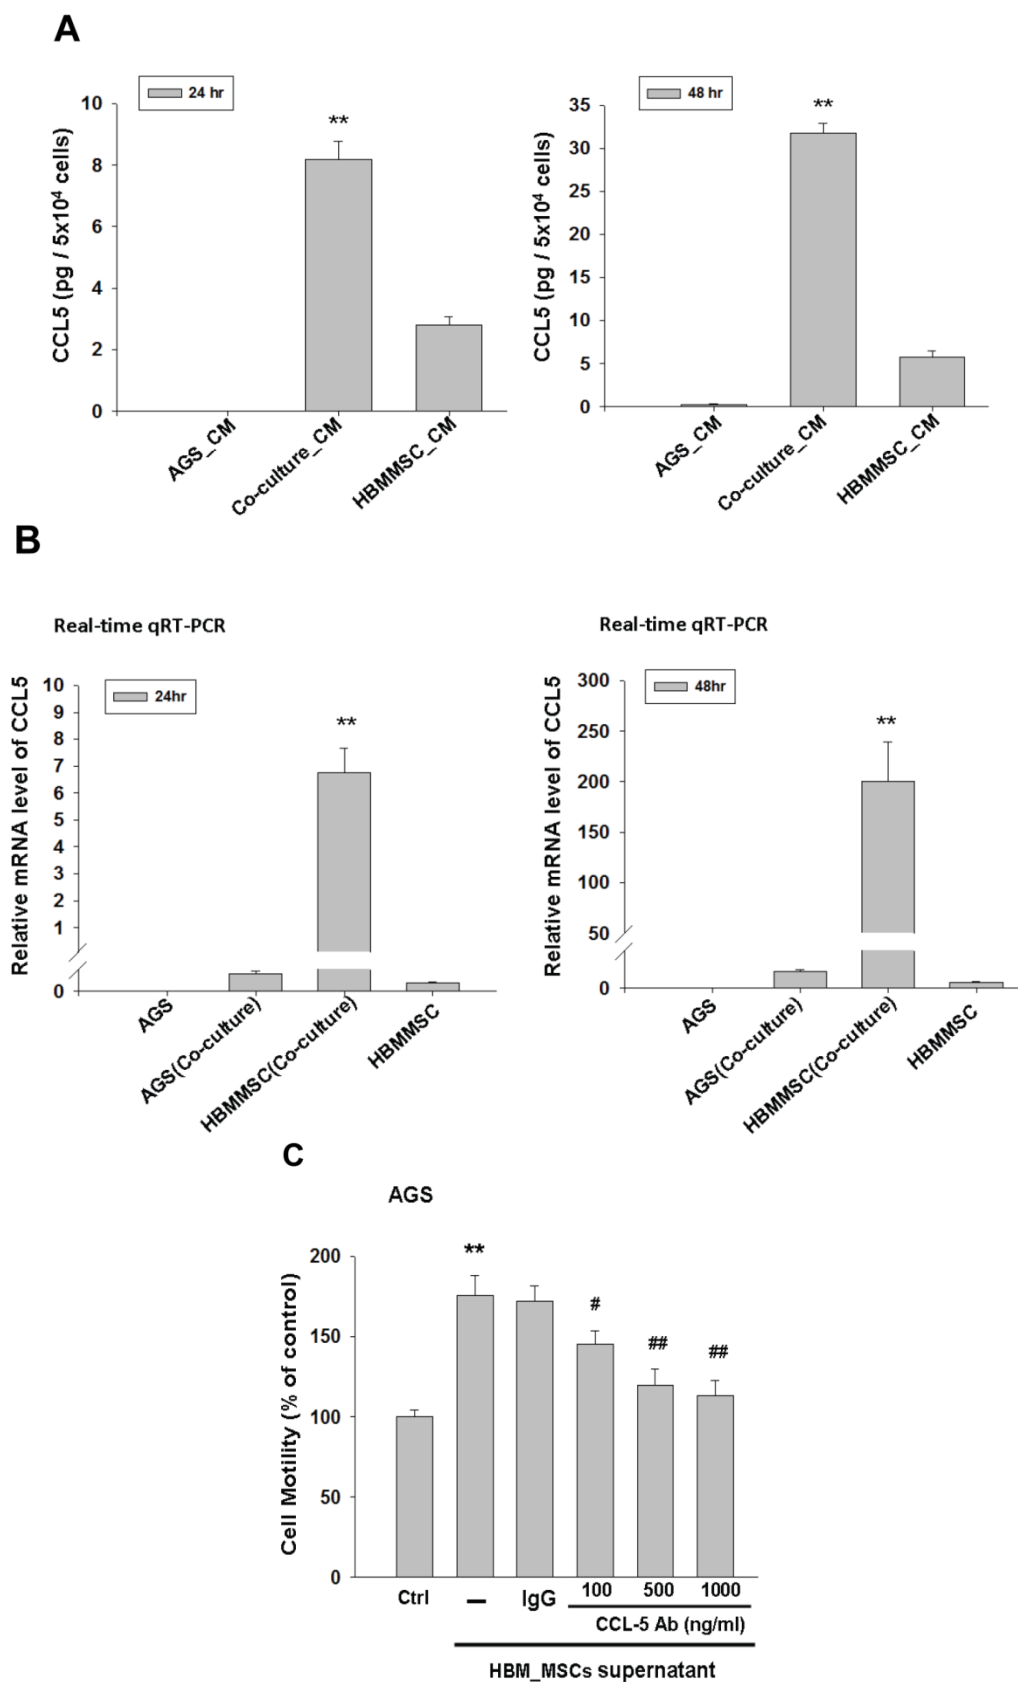 A
24 hr
**
10
8
6
4
2
0
CCL5 (pg / 5x10⁴ cells)
AGS_CM
Co-culture_CM
HBMMSC_CM
48 hr
**
35
30
25
20
15
10
5
0
CCL5 (pg / 5x10⁴ cells)
AGS_CM
Co-culture_CM
HBMMSC_CM
B
Real-time qRT-PCR
24hr
**
10
9
8
7
6
5
4
3
2
1
0
Relative mRNA level of CCL5
AGS
AGS(Co-culture)
HBMMSC(Co-culture)
HBMMSC
Real-time qRT-PCR
48hr
**
300
250
200
150
100
50
0
Relative mRNA level of CCL5
AGS
AGS(Co-culture)
HBMMSC(Co-culture)
HBMMSC
C
AGS
200
150
100
50
0
Cell Motility (% of control)
**
#
##
##
Ctrl – IgG 100 500 1000
CCL-5 Ab (ng/ml)
HBM_MSCs supernatant